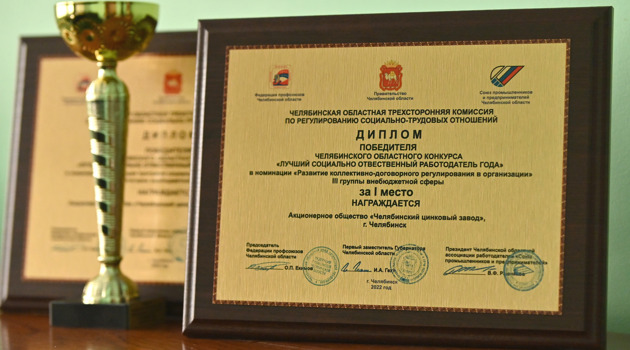 Федерация профсоюзов
Челябинской области
Правительство
Челябинской области
Союз промышленников
и предпринимателей
Челябинской области
ЧЕЛЯБИНСКАЯ ОБЛАСТНАЯ ТРЕХСТОРОННЯЯ КОМИССИЯ
ПО РЕГУЛИРОВАНИЮ СОЦИАЛЬНО-ТРУДОВЫХ ОТНОШЕНИЙ
ДИПЛОМ
ПОБЕДИТЕЛЯ
ЧЕЛЯБИНСКОГО ОБЛАСТНОГО КОНКУРСА
«ЛУЧШИЙ СОЦИАЛЬНО ОТВЕСТВЕННЫЙ РАБОТОДАТЕЛЬ ГОДА»
в номинации «Развитие коллективно-договорного регулирования в организации»
III группы внебюджетной сферы
за I место
НАГРАЖДАЕТСЯ
Акционерное общество «Челябинский цинковый завод»,
г. Челябинск
Председатель
Федерации профсоюзов
Челябинской области
О.П. Екимов
Первый заместитель Губернатора
Челябинской области
И.А. Гехт
Президент Челябинской областной
ассоциации работодателей «Союз
промышленников и предпринимателей»
В.Ф.
г. Челябинск
2022 год
ДИПЛОМ